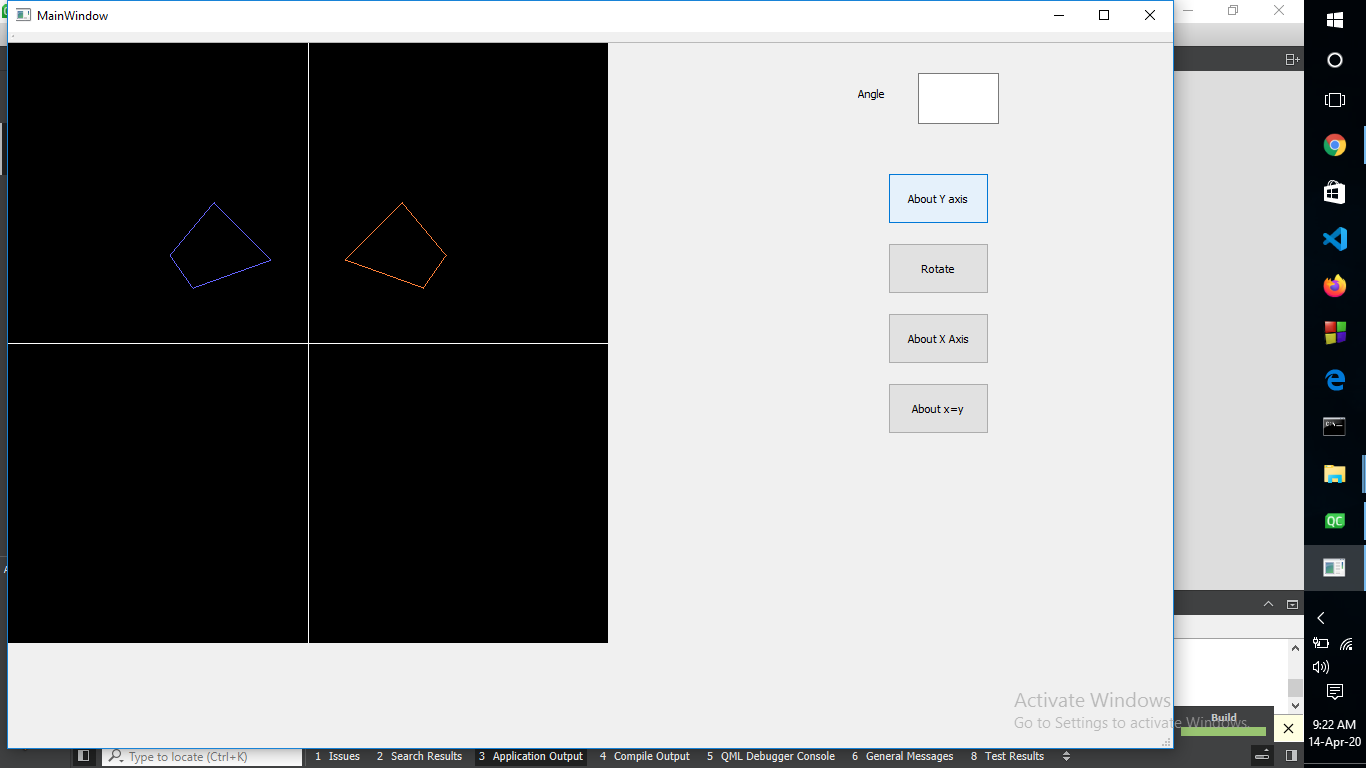 MainWindow
Angle
About Y axis
Rotate
About X Axis
About x=y
Activate Windows
Go to Settings to activate Windows.
Build
QC
9:22 AM
14-Apr-20
Type to locate (Ctrl+K)
1 Issues 2 Search Results 3 Application Output 4 Compile Output 5 QML Debugger Console 6 General Messages 8 Test Results